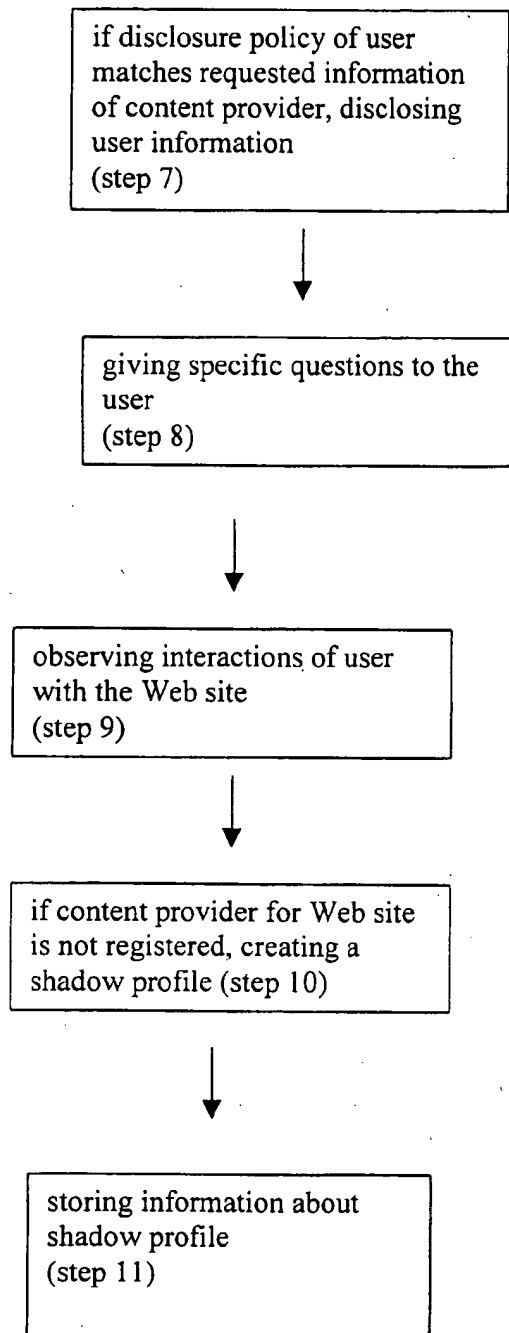 if disclosure policy of user
matches requested information
of content provider, disclosing
user information
(step 7)
giving specific questions to the
user
(step 8)
observing interactions of user
with the Web site
(step 9)
if content provider for Web site
is not registered, creating a
shadow profile (step 10)
storing information about
shadow profile
(step 11)